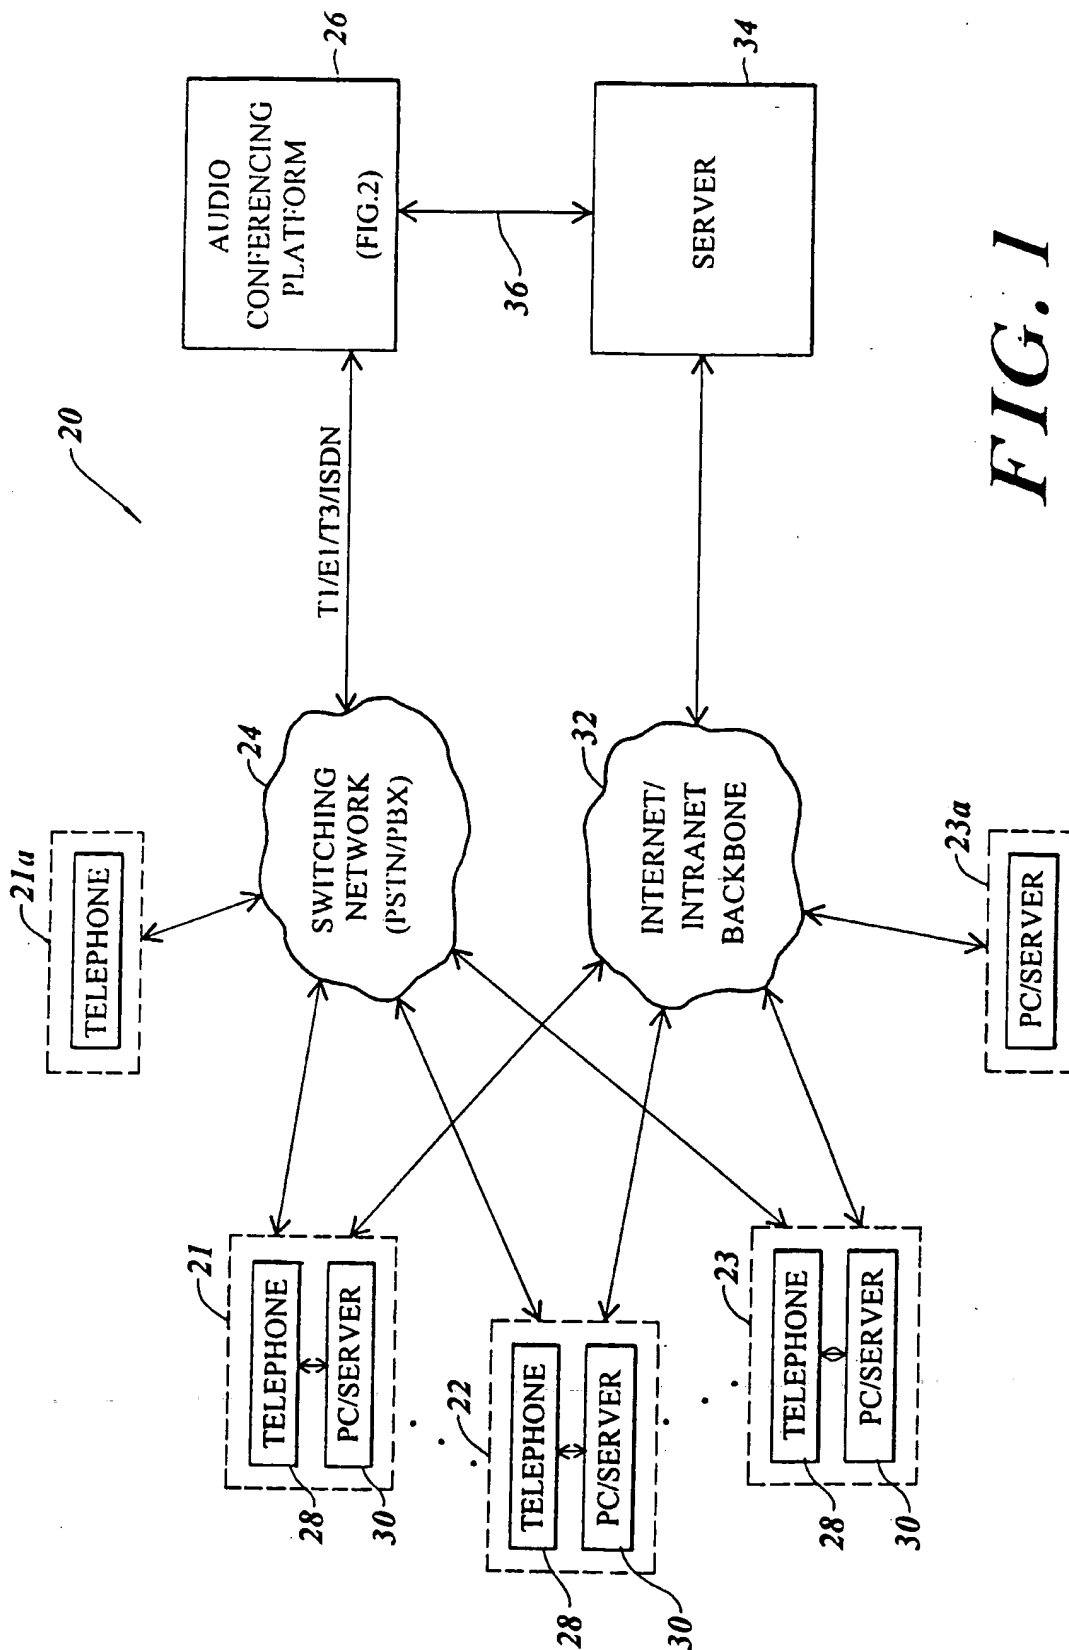 20
21a
TELEPHONE
21
TELEPHONE
PC/SERVER
28
30
22
TELEPHONE
PC/SERVER
28
30
23
TELEPHONE
PC/SERVER
28
30
23a
PC/SERVER
24
SWITCHING
NETWORK
(PSTN/PBX)
32
INTERNET/
INTRANET
BACKBONE
T1/E1/T3/ISDN
26
AUDIO
CONFERENCING
PLATFORM
(FIG.2)
36
34
SERVER
FIG. 1